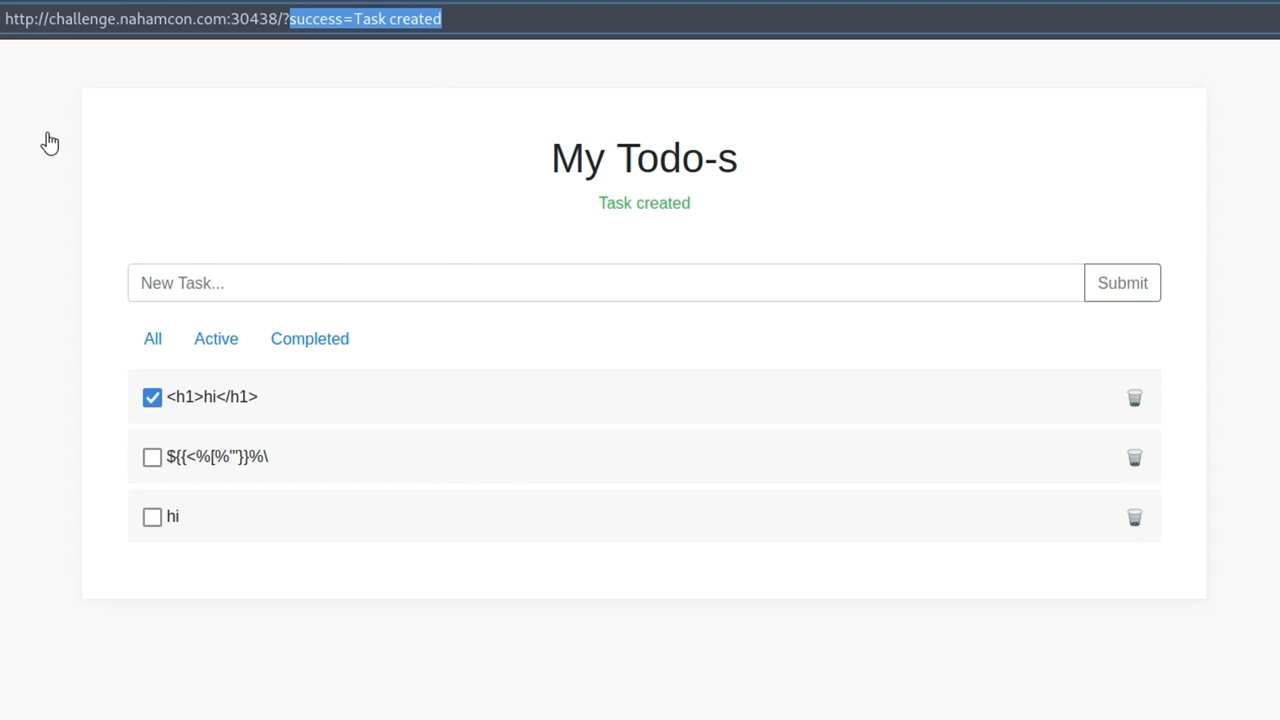 http://challenge.nahamcon.com:30438/?success=Task created
My Todo-s
Task created
New Task...
Submit
All
Active
Completed
<h1>hi</h1>
${{<%[%'"}}%\
hi